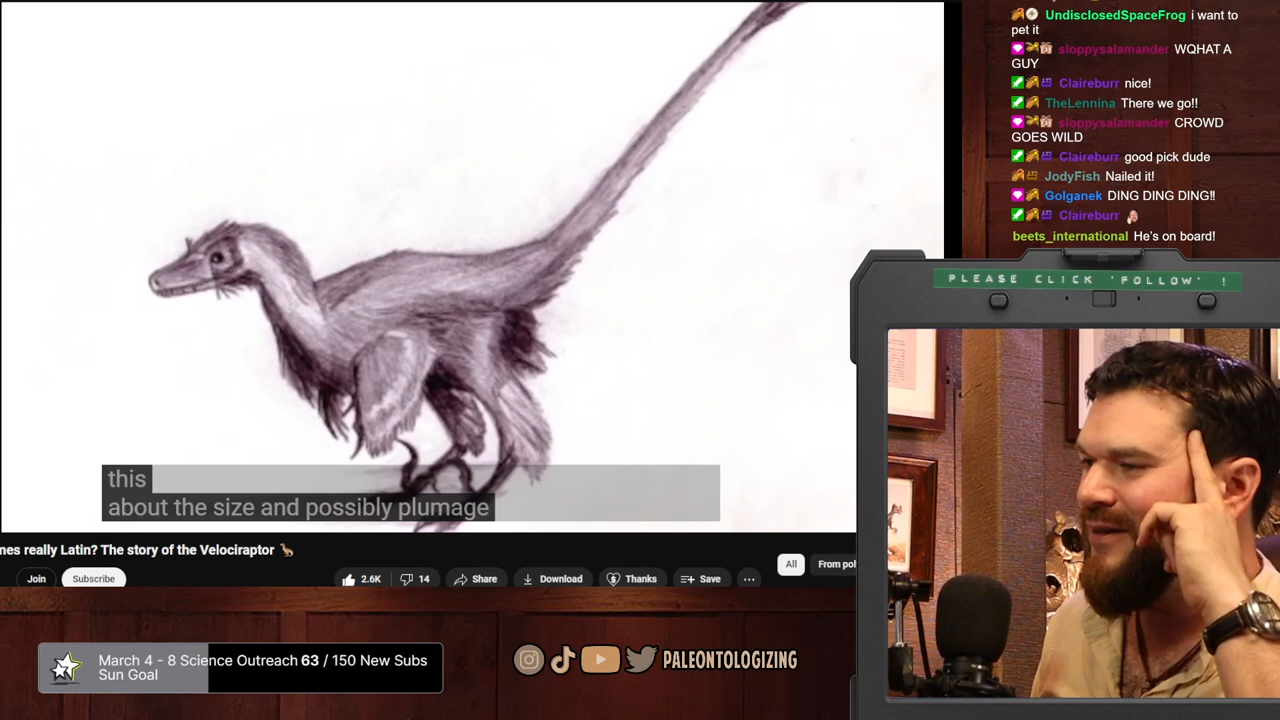 UndisclosedSpaceFrog i want to
pet it
sloppysalamander WQHAT A
GUY
Claireburr nice!
TheLennina There we go!!
sloppysalamander CROWD
GOES WILD
Claireburr good pick dude
JodyFish Nailed it!
Golganek DING DING DING!!
Claireburr
beets_international He's on board!
PLEASE CLICK 'FOLLOW' !
this
about the size and possibly plumage
mes really Latin? The story of the Velociraptor
Join
Subscribe
2.6K
14
Share
Download
Thanks
Save
All
From pol
March 4 - 8 Science Outreach 63 / 150 New Subs
Sun Goal
PALEONTOLOGIZING